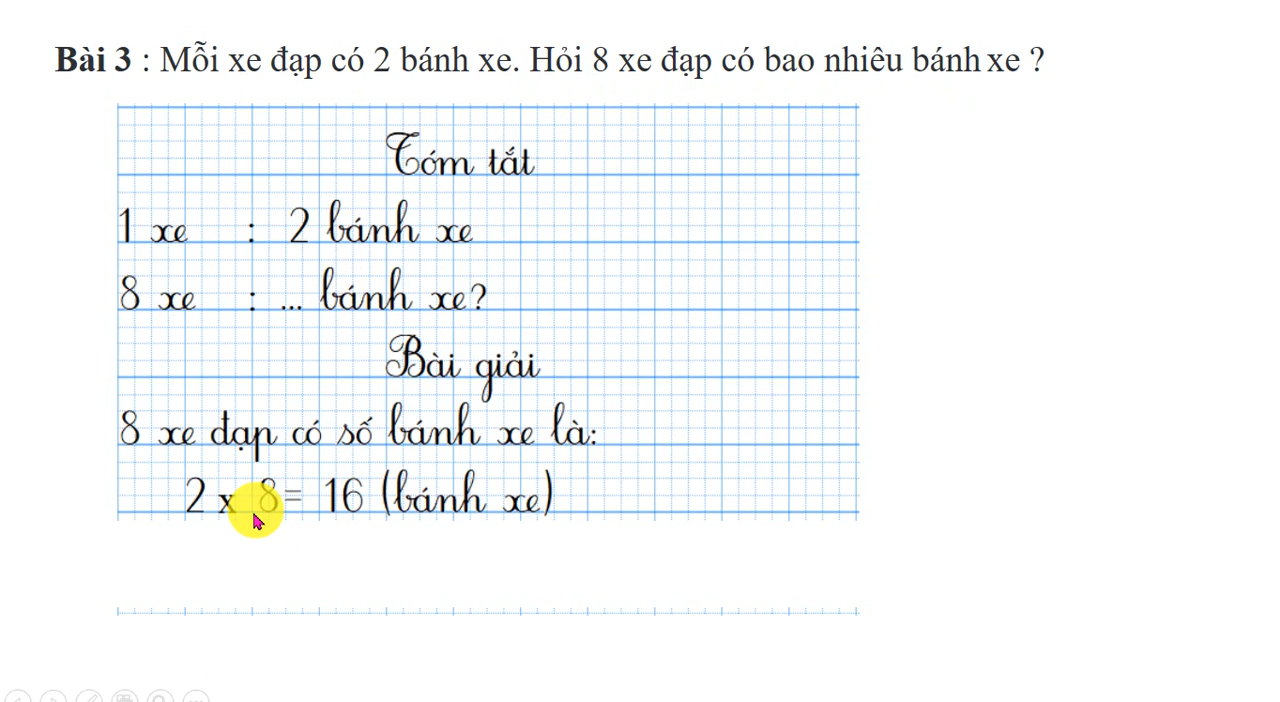 Bài 3 : Mỗi xe đạp có 2 bánh xe. Hỏi 8 xe đạp có bao nhiêu bánh xe ?
Tóm tắt
1 xe : 2 bánh xe
8 xe : ... bánh xe?
Bài giải
8 xe đạp có số bánh xe là:
2 x 8 = 16 (bánh xe)